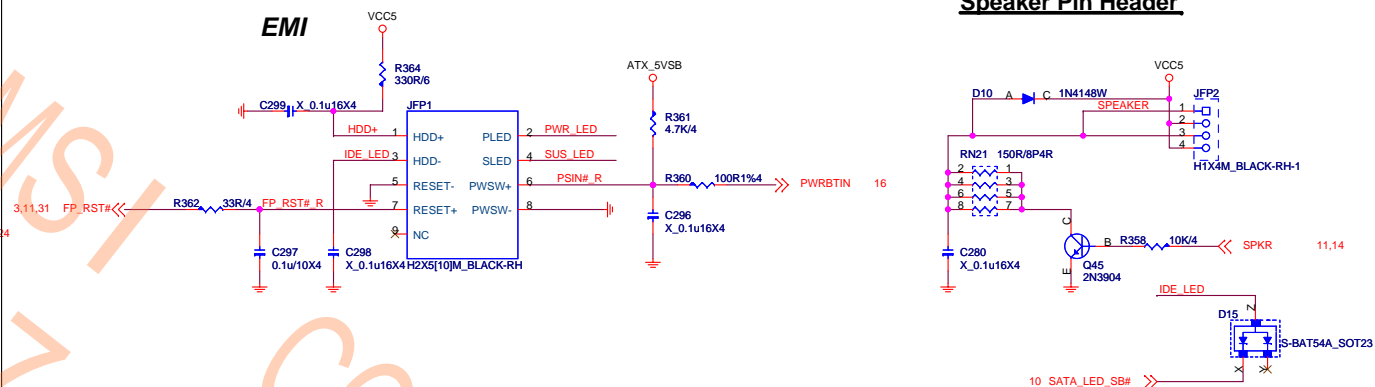 EMI
VCC5
R364
330R/6
C299
X_0.1u16X4
HDD+
JFP1
1
HDD+
PLED
2
PWR_LED
IDE_LED
3
HDD-
SLED
4
SUS_LED
5
RESET-
PWSW+
6
PSIN#_R
7
RESET+
PWSW-
8
9
NC
H2X5[10]M_BLACK-RH
3,11,31
FP_RST#
R362
33R/4
FP_RST#_R
24
C297
0.1u/10X4
C298
X_0.1u16X4
ATX_5VSB
R361
4.7K/4
R360
100R1%4
PWRBTIN
16
C296
X_0.1u16X4
Speaker Pin Header
VCC5
D10
A
C
1N4148W
SPEAKER
JFP2
1
2
3
4
H1X4M_BLACK-RH-1
RN21
150R/8P4R
2
1
4
3
6
5
8
7
C280
X_0.1u16X4
C
B
E
Q45
2N3904
R358
10K/4
SPKR
11,14
IDE_LED
D15
Z
X
Y
S-BAT54A_SOT23
10
SATA_LED_SB#
MSI